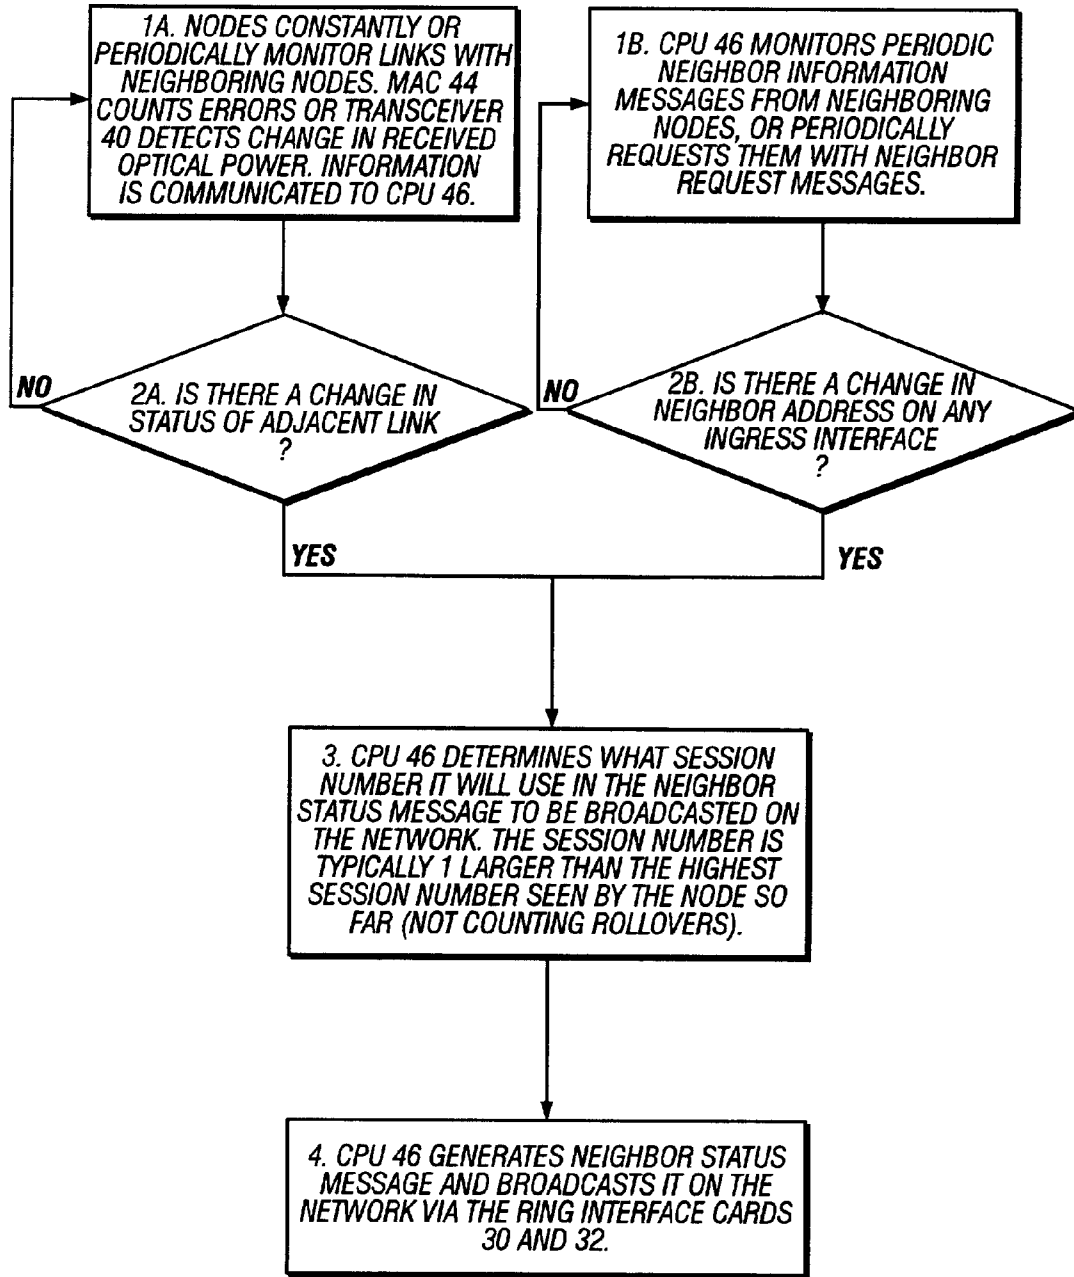 1A. NODES CONSTANTLY OR
PERIODICALLY MONITOR LINKS WITH
NEIGHBORING NODES. MAC 44
COUNTS ERRORS OR TRANSCEIVER
40 DETECTS CHANGE IN RECEIVED
OPTICAL POWER. INFORMATION
IS COMMUNICATED TO CPU 46.
1B. CPU 46 MONITORS PERIODIC
NEIGHBOR INFORMATION
MESSAGES FROM NEIGHBORING
NODES, OR PERIODICALLY
REQUESTS THEM WITH NEIGHBOR
REQUEST MESSAGES.
NO
2A. IS THERE A CHANGE IN
STATUS OF ADJACENT LINK
?
NO
2B. IS THERE A CHANGE IN
NEIGHBOR ADDRESS ON ANY
INGRESS INTERFACE
?
YES
YES
3. CPU 46 DETERMINES WHAT SESSION
NUMBER IT WILL USE IN THE NEIGHBOR
STATUS MESSAGE TO BE BROADCASTED ON
THE NETWORK. THE SESSION NUMBER IS
TYPICALLY 1 LARGER THAN THE HIGHEST
SESSION NUMBER SEEN BY THE NODE SO
FAR (NOT COUNTING ROLLOVERS).
4. CPU 46 GENERATES NEIGHBOR STATUS
MESSAGE AND BROADCASTS IT ON THE
NETWORK VIA THE RING INTERFACE CARDS
30 AND 32.